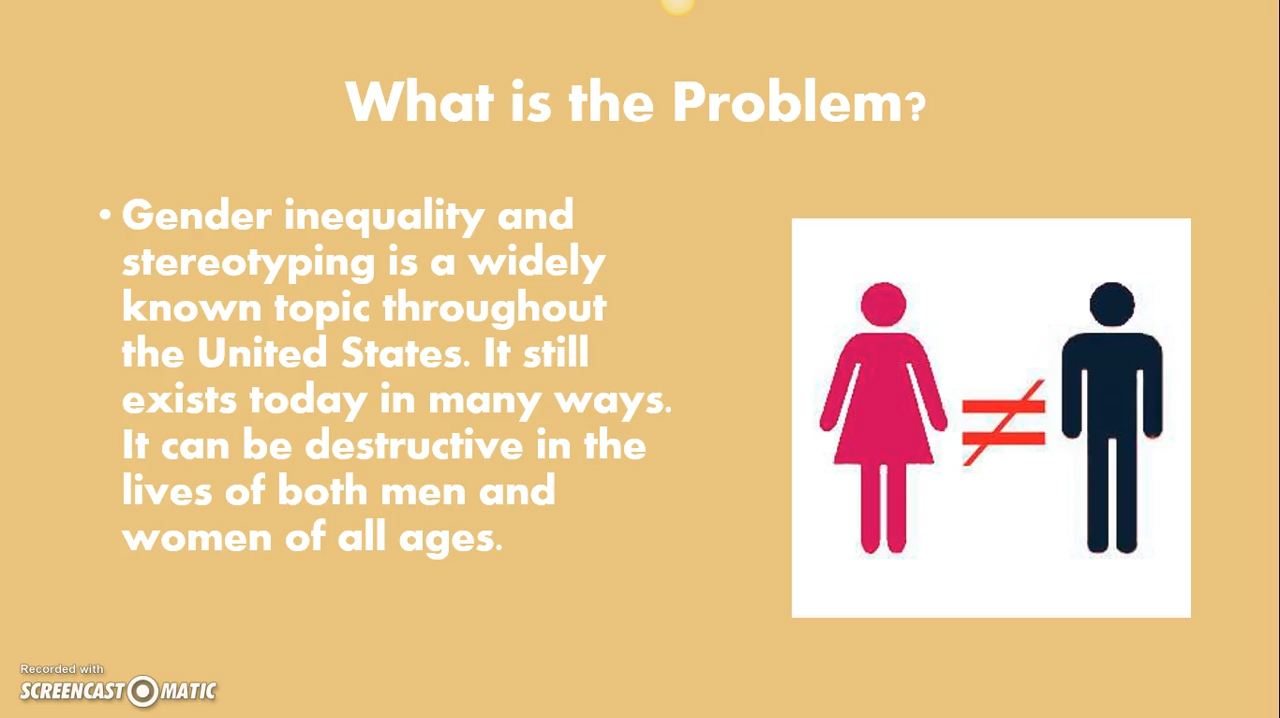 What is the Problem?
• Gender inequality and
stereotyping is a widely
known topic throughout
the United States. It still
exists today in many ways.
It can be destructive in the
lives of both men and
women of all ages.
Recorded with
SCREENCAST MATIC